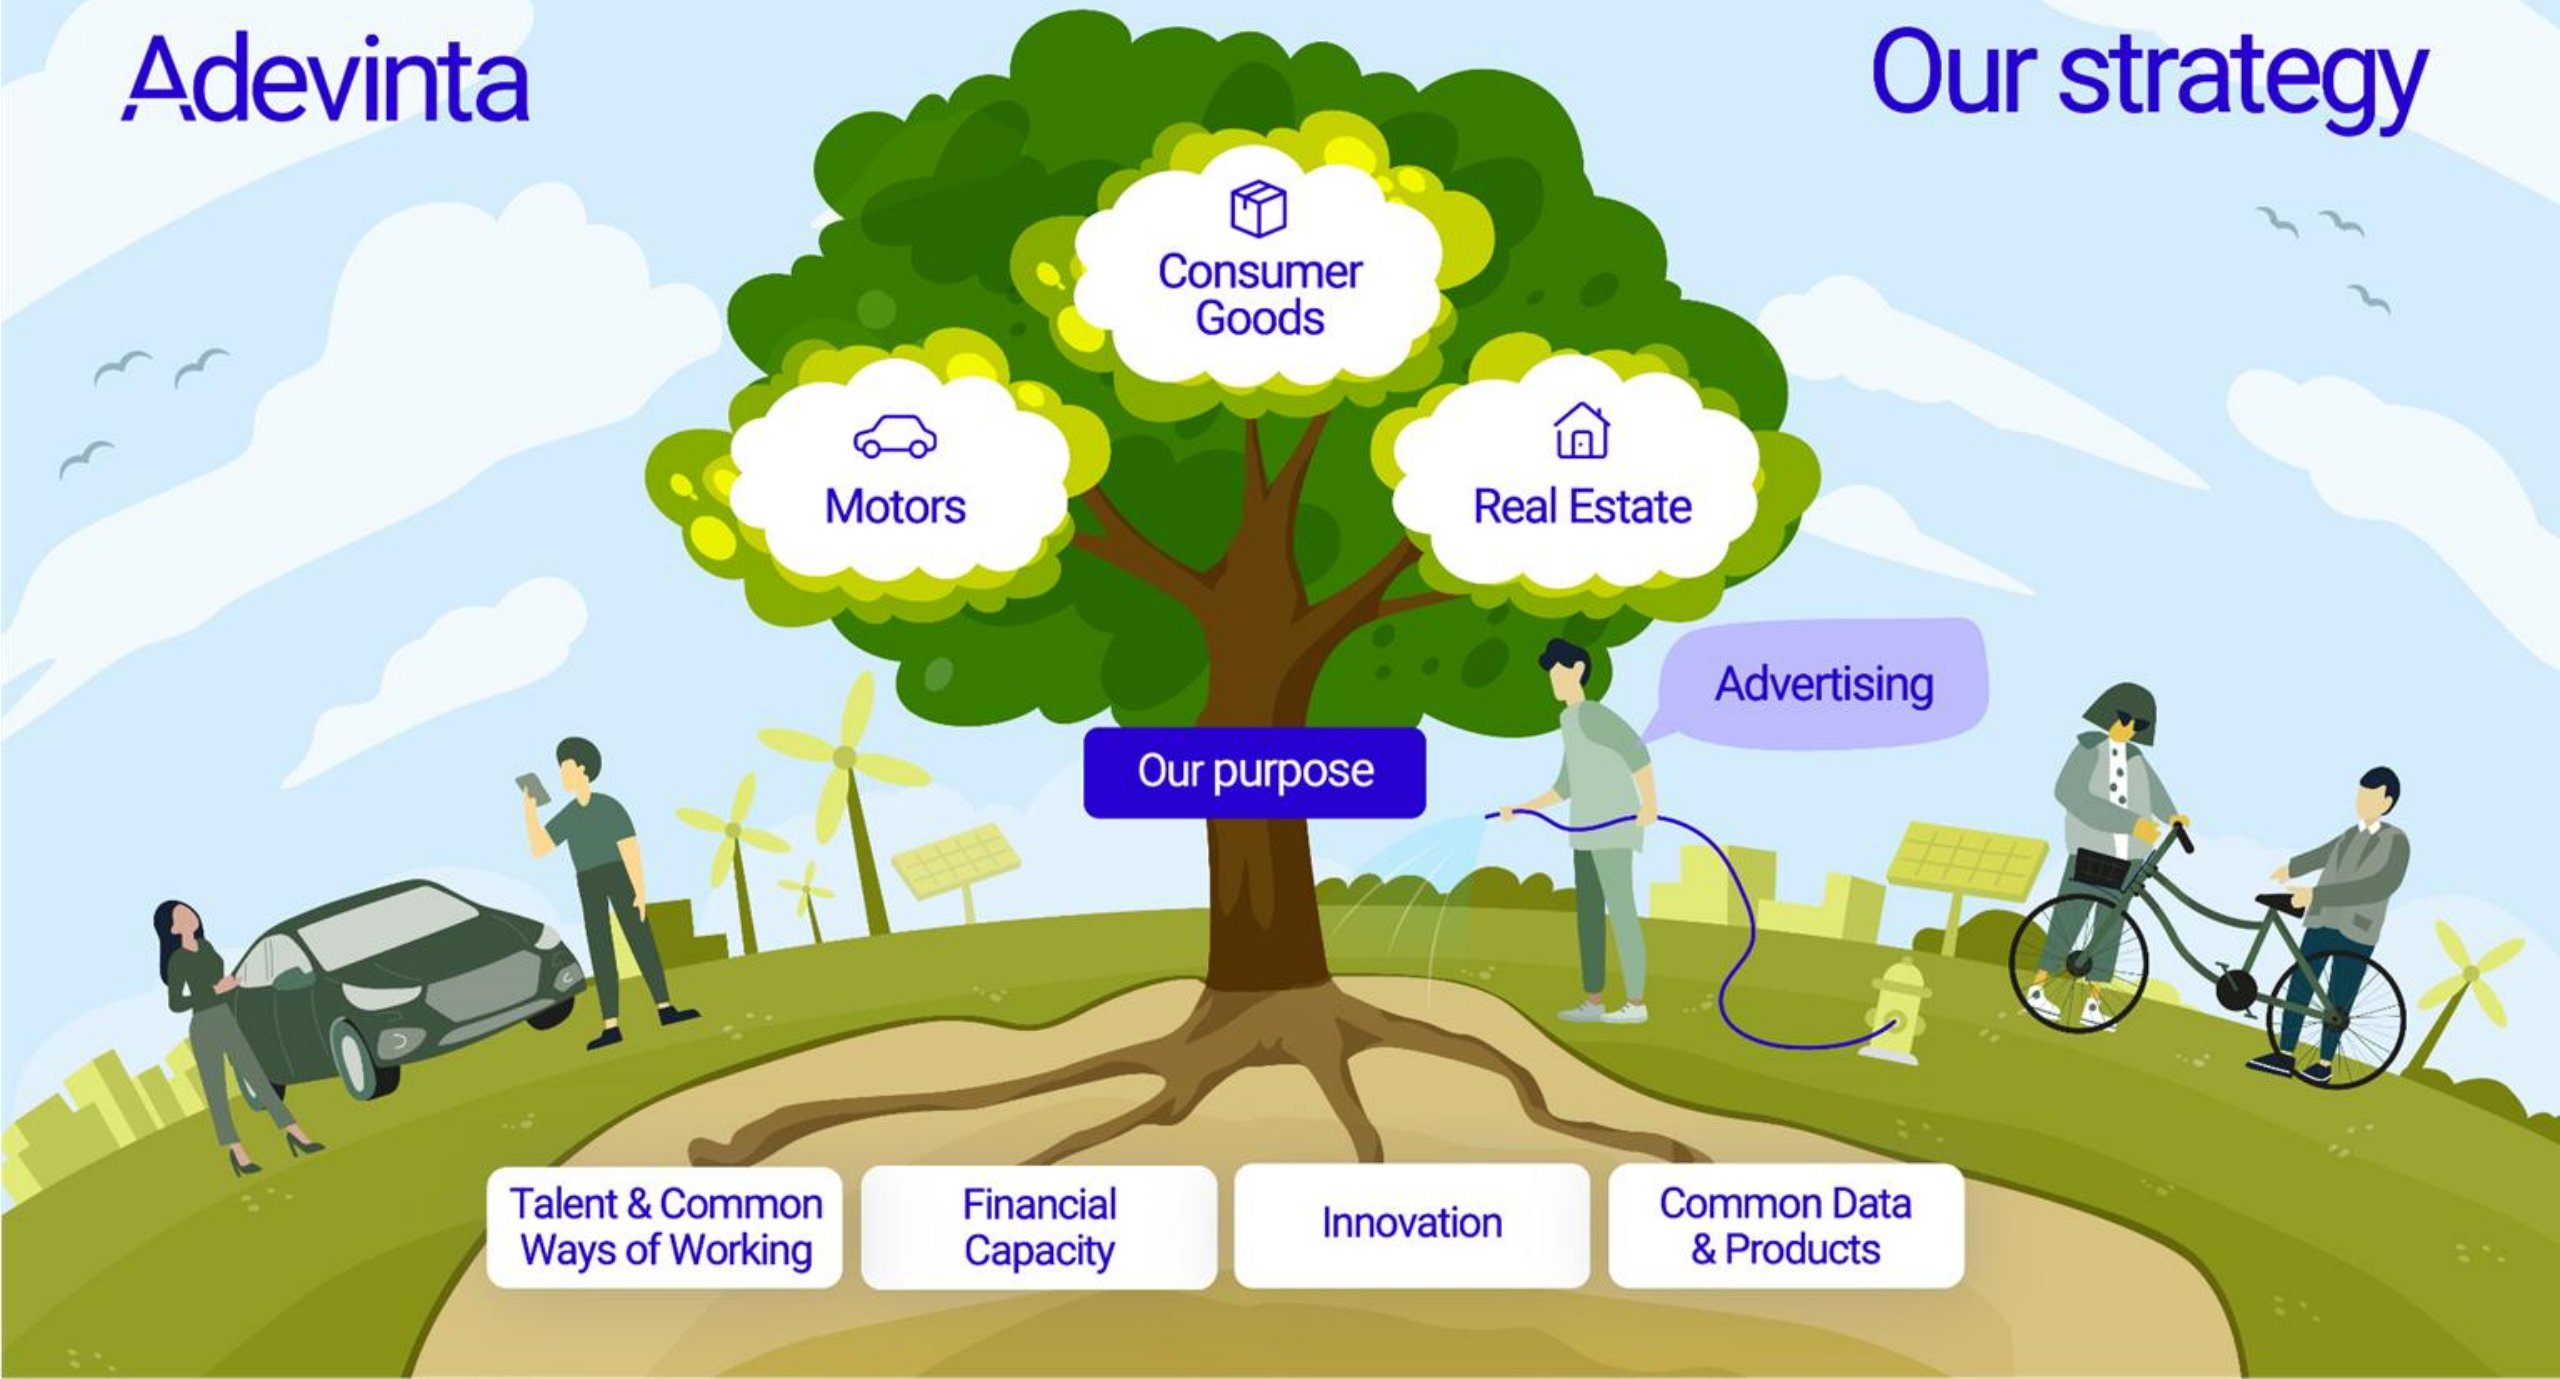 Adevinta
Our strategy
Consumer
Goods
Motors
Real Estate
Advertising
Our purpose
Talent & Common
Ways of Working
Financial
Capacity
Innovation
Common Data
& Products